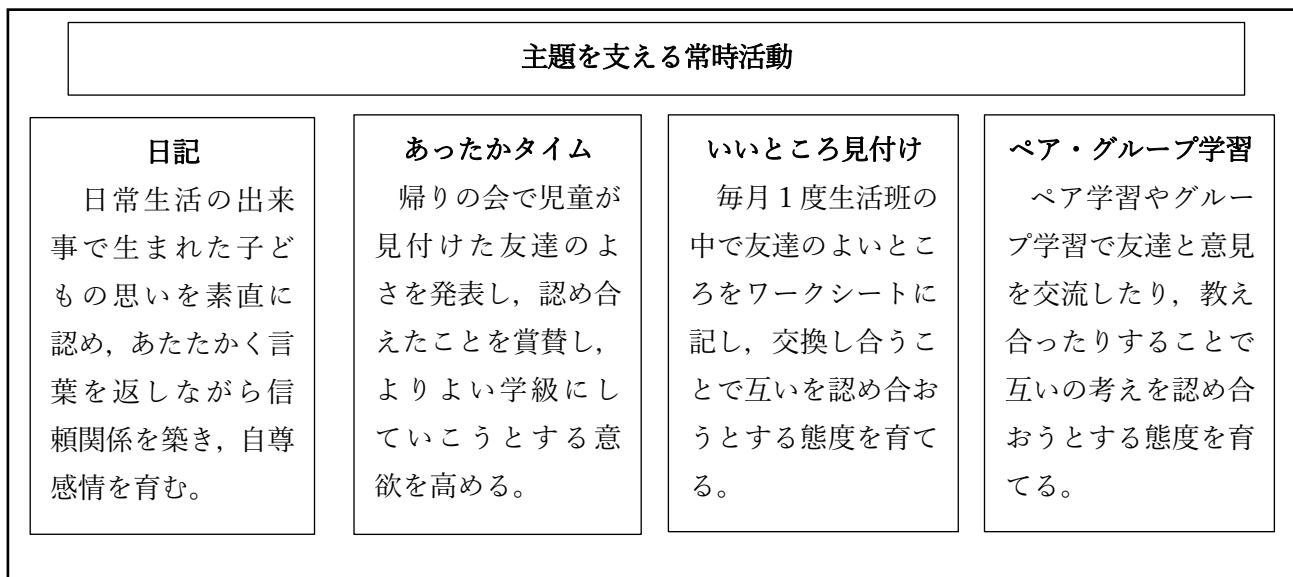 主題を支える常時活動
日記
日常生活の出来
事で生まれた子ど
もの思いを素直に
認め，あたたかく言
葉を返しながら信
頼関係を築き，自尊
感情を育む。
あったかタイム
帰りの会で児童が
見付けた友達のよ
さを発表し，認め合
えたことを賞賛し，
よりよい学級にし
ていこうとする意
欲を高める。
いいところ見付け
毎月１度生活班の
中で友達のよいとこ
ろをワークシートに
記し，交換し合うこ
とで互いを認め合お
うとする態度を育て
る。
ペア・グループ学習
ペア学習やグルー
プ学習で友達と意見
を交流したり，教え
合ったりすることで
互いの考えを認め合
おうとする態度を育
てる。